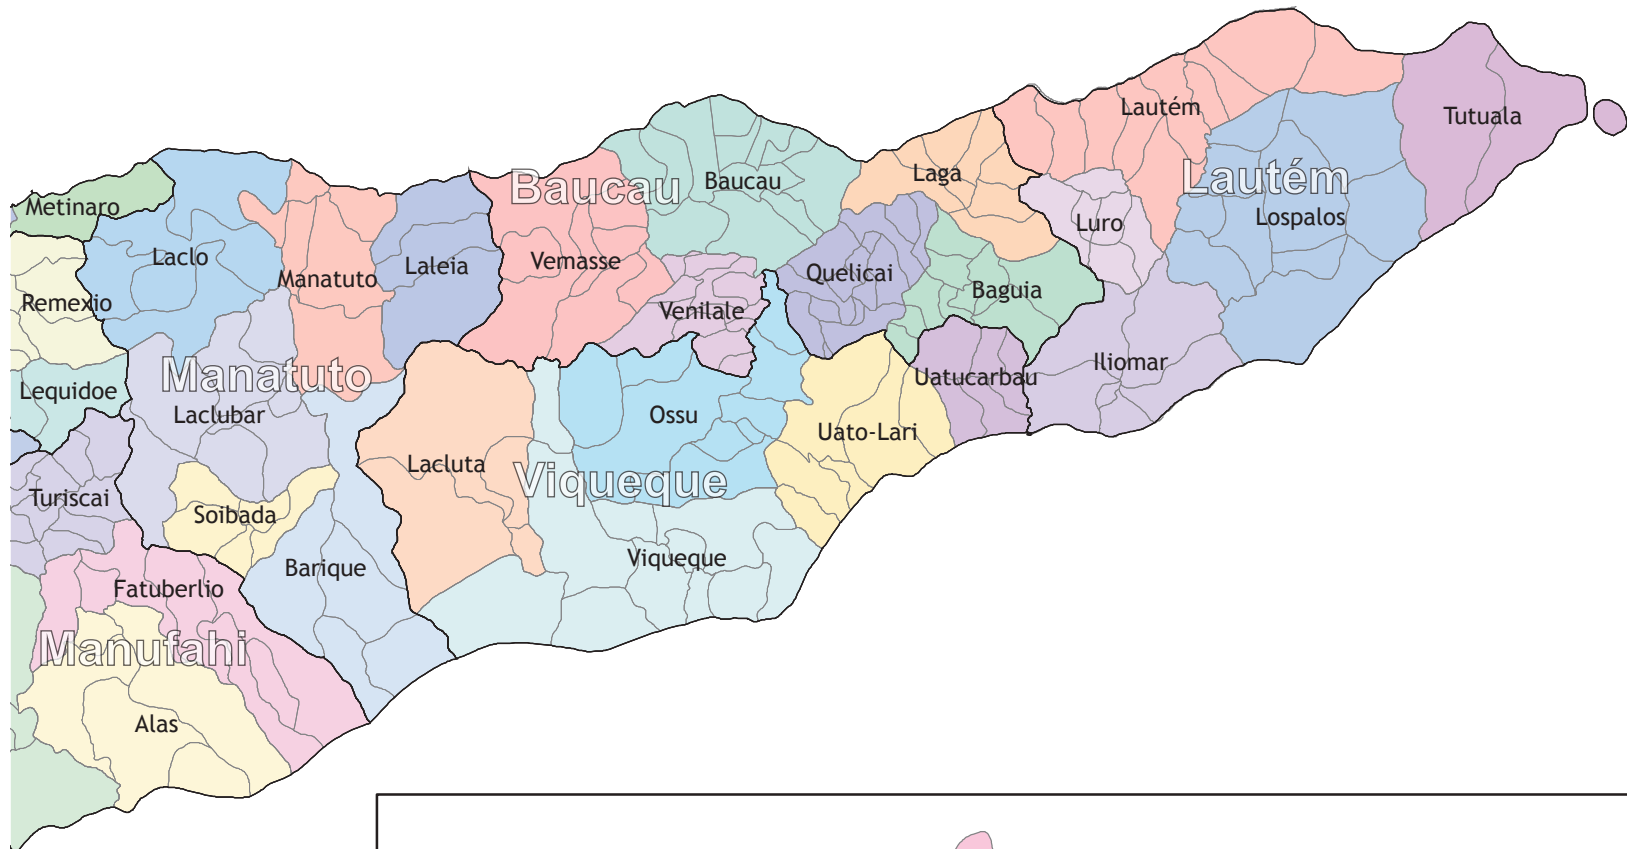 Lautém
Tutuala
Laga
Baucau
Baucau
Lautém
Metinaro
Luro
Lospalos
Laclo
Manatuto
Laleia
Vemasse
Quelicai
Baguia
Remexio
Venilale
Manatuto
Iliomar
Uatucarbau
Lequidoe
Laclubar
Ossu
Uato-Lari
Lacluta
Viqueque
Turiscai
Soibada
Viqueque
Barique
Fatuberlio
Manufahi
Alas